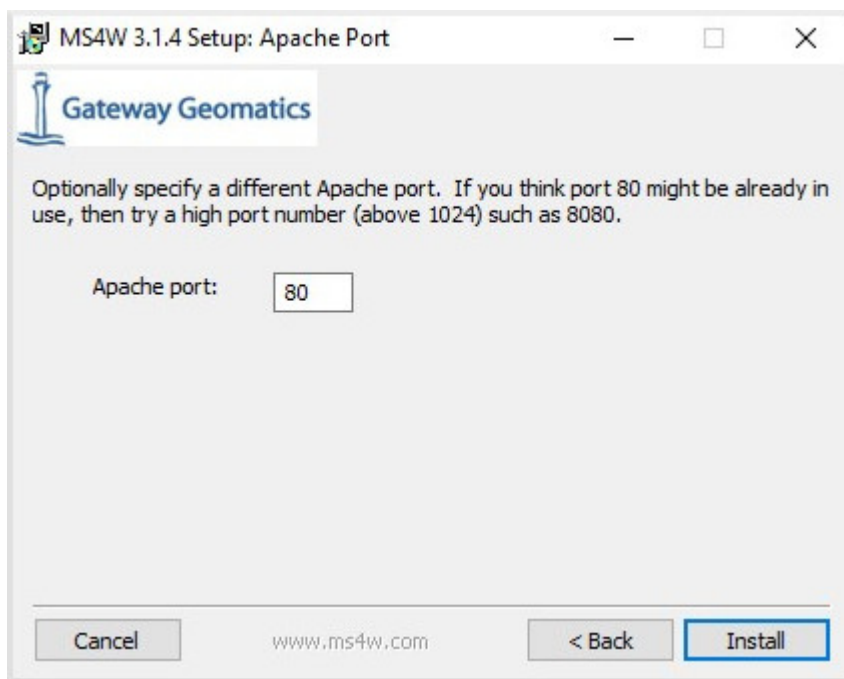 MS4W 3.1.4 Setup: Apache Port
Gateway Geomatics
Optionally specify a different Apache port. If you think port 80 might be already in
use, then try a high port number (above 1024) such as 8080.
Apache port: 80
Cancel www.ms4w.com < Back Install